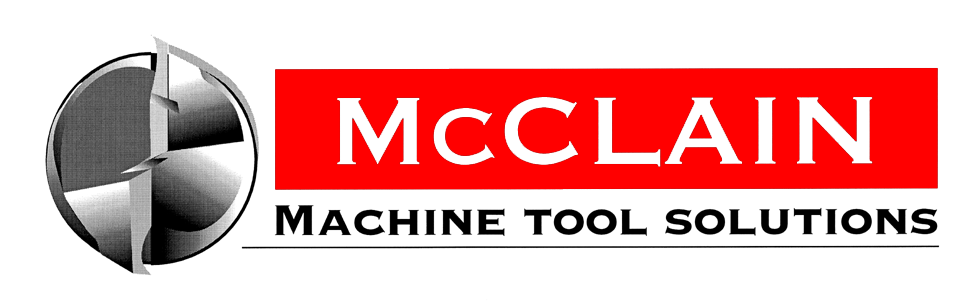 McCLAIN
MACHINE TOOL SOLUTIONS